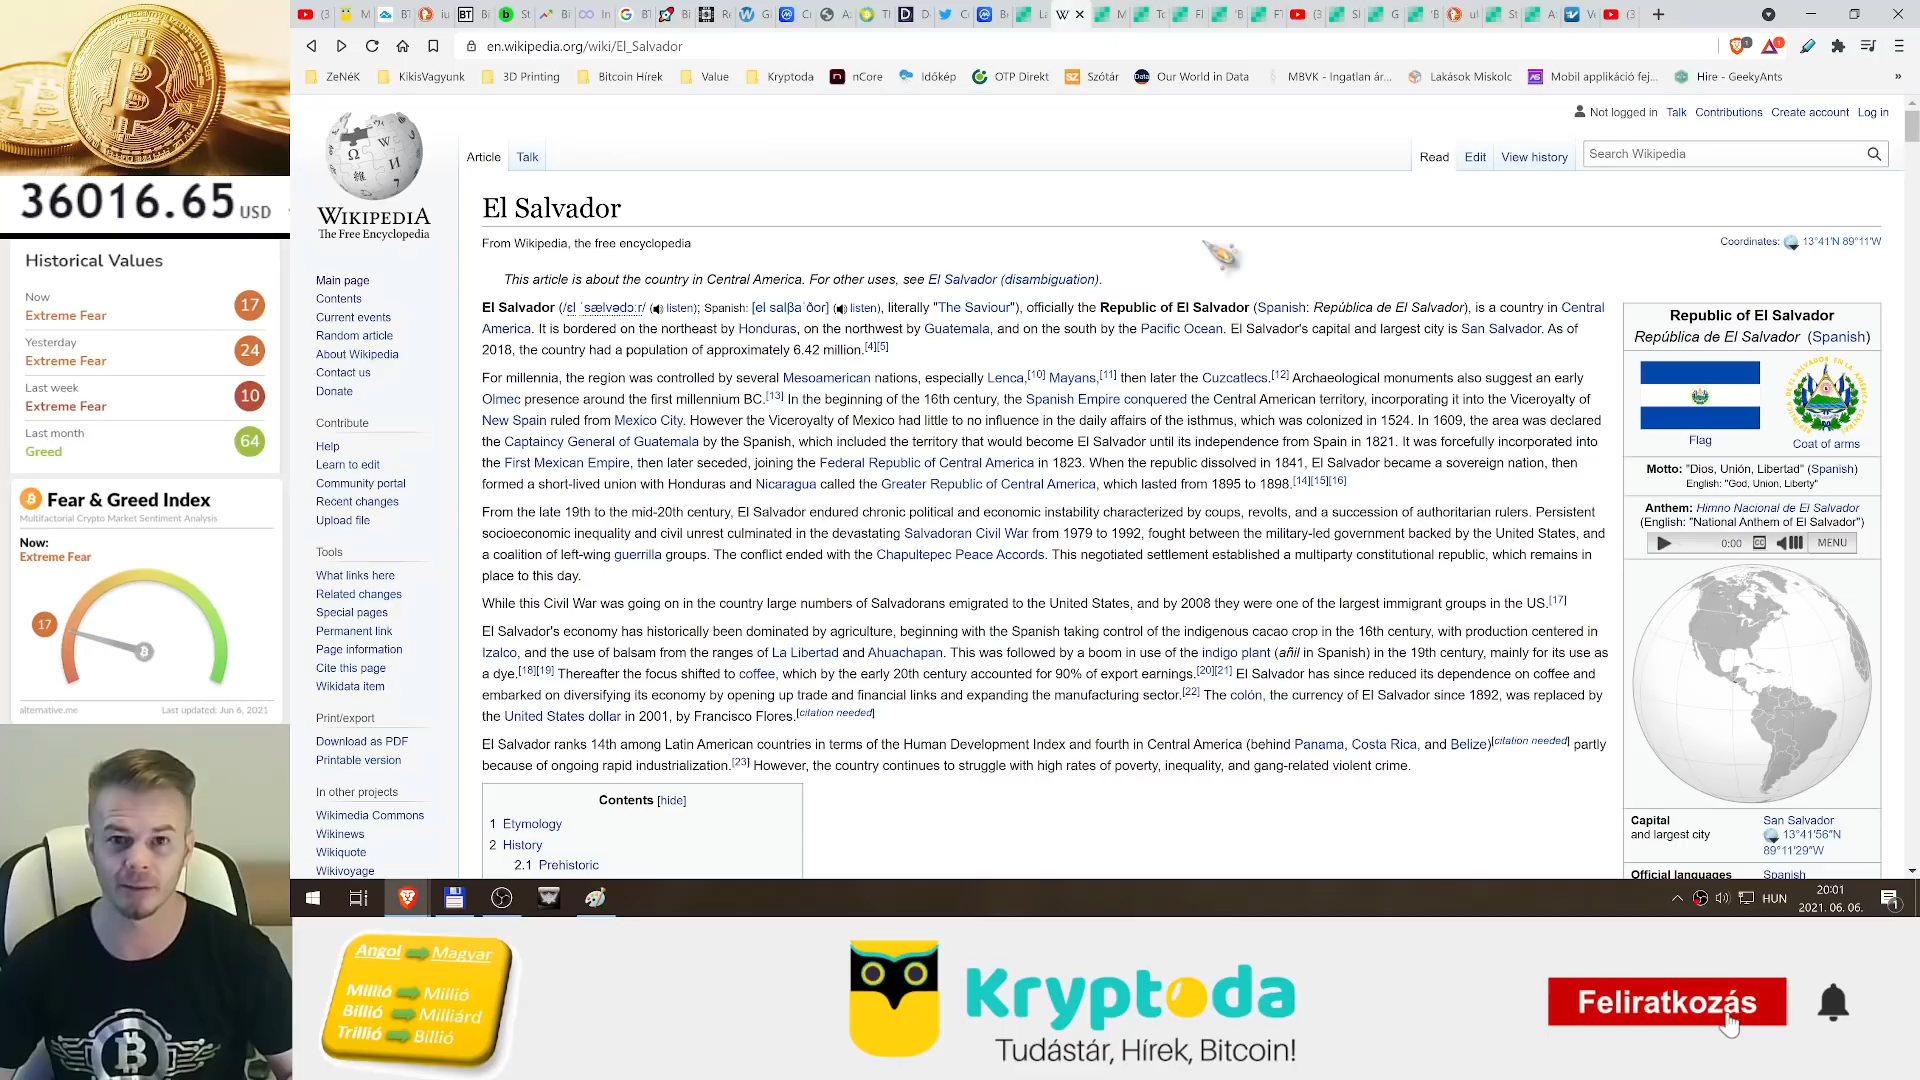 en.wikipedia.org/wiki/El_Salvador
ZeNéK
KikisVagyunk
3D Printing
Bitcoin Hírek
Value
Kryptoda
nCore
Időkép
OTP Direkt
Szótár
Our World in Data
MBVK - Ingatlan ár...
Lakások Miskolc
Mobil applikáció fej...
Hire - GeekyAnts
36016.65 USD
Historical Values
Now
Extreme Fear
17
Yesterday
Extreme Fear
24
Last week
Extreme Fear
10
Last month
Greed
64
Fear & Greed Index
Multifactorial Crypto Market Sentiment Analysis
Now:
Extreme Fear
17
alternative.me
Last updated: Jun 6, 2021
WIKIPEDIA
The Free Encyclopedia
Main page
Contents
Current events
Random article
About Wikipedia
Contact us
Donate
Contribute
Help
Learn to edit
Community portal
Recent changes
Upload file
Tools
What links here
Related changes
Special pages
Permanent link
Page information
Cite this page
Wikidata item
Print/export
Download as PDF
Printable version
In other projects
Wikimedia Commons
Wikinews
Wikiquote
Wikivoyage
Not logged in Talk Contributions Create account Log in
Article Talk
Read Edit View history
Search Wikipedia
El Salvador
From Wikipedia, the free encyclopedia
Coordinates: 13°41′N 89°11′W
This article is about the country in Central America. For other uses, see El Salvador (disambiguation).
El Salvador (/ɛl ˈsælvədɔːr/ (listen); Spanish: [el salβaˈðoɾ] (listen), literally "The Saviour"), officially the Republic of El Salvador (Spanish: República de El Salvador), is a country in Central
America. It is bordered on the northeast by Honduras, on the northwest by Guatemala, and on the south by the Pacific Ocean. El Salvador's capital and largest city is San Salvador. As of
2018, the country had a population of approximately 6.42 million.[4][5]
For millennia, the region was controlled by several Mesoamerican nations, especially Lenca,[10] Mayans,[11] then later the Cuzcatlecs.[12] Archaeological monuments also suggest an early
Olmec presence around the first millennium BC.[13] In the beginning of the 16th century, the Spanish Empire conquered the Central American territory, incorporating it into the Viceroyalty of
New Spain ruled from Mexico City. However the Viceroyalty of Mexico had little to no influence in the daily affairs of the isthmus, which was colonized in 1524. In 1609, the area was declared
the Captaincy General of Guatemala by the Spanish, which included the territory that would become El Salvador until its independence from Spain in 1821. It was forcefully incorporated into
the First Mexican Empire, then later seceded, joining the Federal Republic of Central America in 1823. When the republic dissolved in 1841, El Salvador became a sovereign nation, then
formed a short-lived union with Honduras and Nicaragua called the Greater Republic of Central America, which lasted from 1895 to 1898.[14][15][16]
From the late 19th to the mid-20th century, El Salvador endured chronic political and economic instability characterized by coups, revolts, and a succession of authoritarian rulers. Persistent
socioeconomic inequality and civil unrest culminated in the devastating Salvadoran Civil War from 1979 to 1992, fought between the military-led government backed by the United States, and
a coalition of left-wing guerrilla groups. The conflict ended with the Chapultepec Peace Accords. This negotiated settlement established a multiparty constitutional republic, which remains in
place to this day.
While this Civil War was going on in the country large numbers of Salvadorans emigrated to the United States, and by 2008 they were one of the largest immigrant groups in the US.[17]
El Salvador's economy has historically been dominated by agriculture, beginning with the Spanish taking control of the indigenous cacao crop in the 16th century, with production centered in
Izalco, and the use of balsam from the ranges of La Libertad and Ahuachapan. This was followed by a boom in use of the indigo plant (añil in Spanish) in the 19th century, mainly for its use as
a dye.[18][19] Thereafter the focus shifted to coffee, which by the early 20th century accounted for 90% of export earnings.[20][21] El Salvador has since reduced its dependence on coffee and
embarked on diversifying its economy by opening up trade and financial links and expanding the manufacturing sector.[22] The colón, the currency of El Salvador since 1892, was replaced by
the United States dollar in 2001, by Francisco Flores.[citation needed]
El Salvador ranks 14th among Latin American countries in terms of the Human Development Index and fourth in Central America (behind Panama, Costa Rica, and Belize)[citation needed] partly
because of ongoing rapid industrialization.[23] However, the country continues to struggle with high rates of poverty, inequality, and gang-related violent crime.
Contents [hide]
1 Etymology
2 History
2.1 Prehistoric
Republic of El Salvador
República de El Salvador (Spanish)
Flag
Coat of arms
Motto: "Dios, Unión, Libertad" (Spanish)
English: "God, Union, Liberty"
Anthem: Himno Nacional de El Salvador
(English: "National Anthem of El Salvador")
0:00 CC MENU
Capital
and largest city
San Salvador
13°41′56″N
89°11′29″W
Official languages Spanish
HUN
20:01
2021. 06. 06.
Angol Magyar
Millió Millió
Billió Milliárd
Trillió Billió
Kryptoda
Tudástár, Hírek, Bitcoin!
Feliratkozás